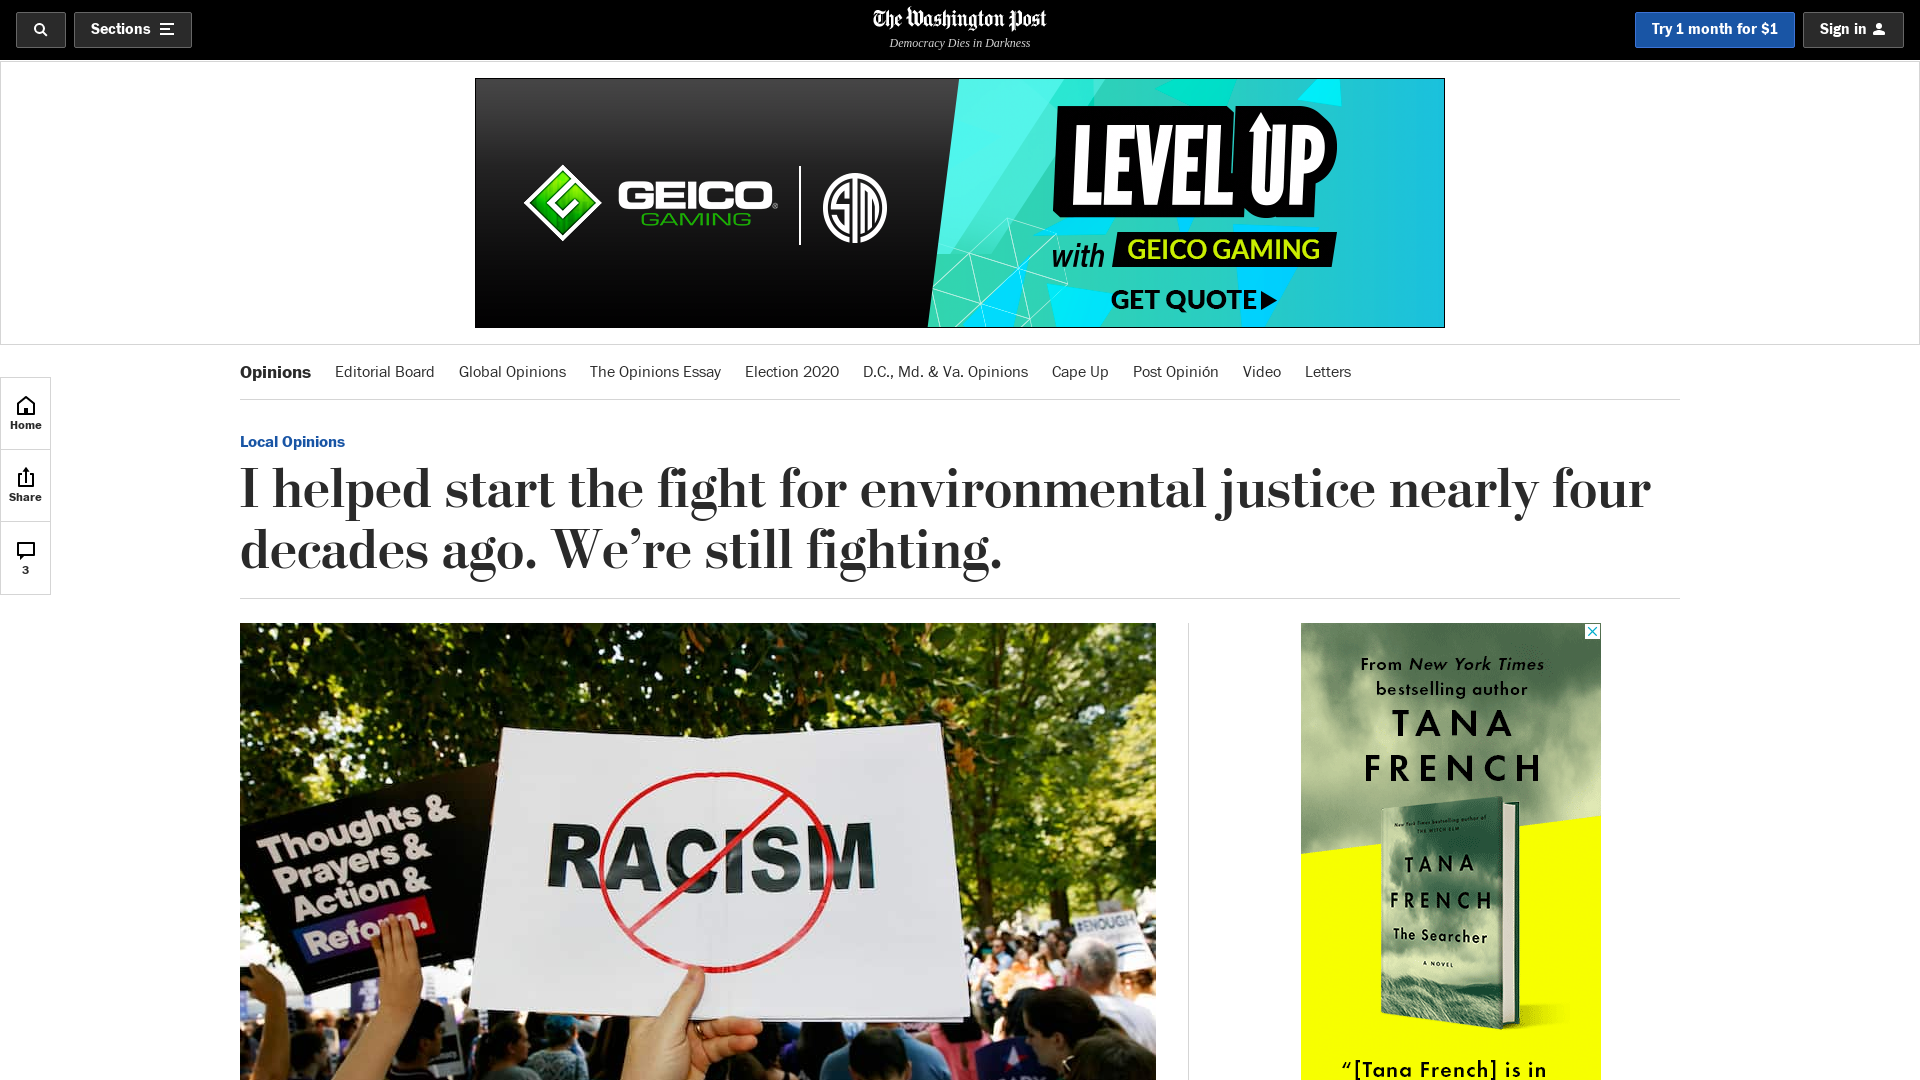 Sections
The Washington Post
Democracy Dies in Darkness
Try 1 month for $1
Sign in
GEICO
GAMING
TSM
LEVEL UP
with GEICO GAMING
GET QUOTE
Opinions
Editorial Board
Global Opinions
The Opinions Essay
Election 2020
D.C., Md. & Va. Opinions
Cape Up
Post Opinión
Video
Letters
Home
Share
3
Local Opinions
I helped start the fight for environmental justice nearly four
decades ago. We’re still fighting.
Thoughts &
Prayers &
Action &
Reform.
RACISM
#ENOUGH
From New York Times
bestselling author
TANA
FRENCH
New York Times bestselling author of
THE WITCH ELM
TANA
FRENCH
The Searcher
A NOVEL
“[Tana French] is in